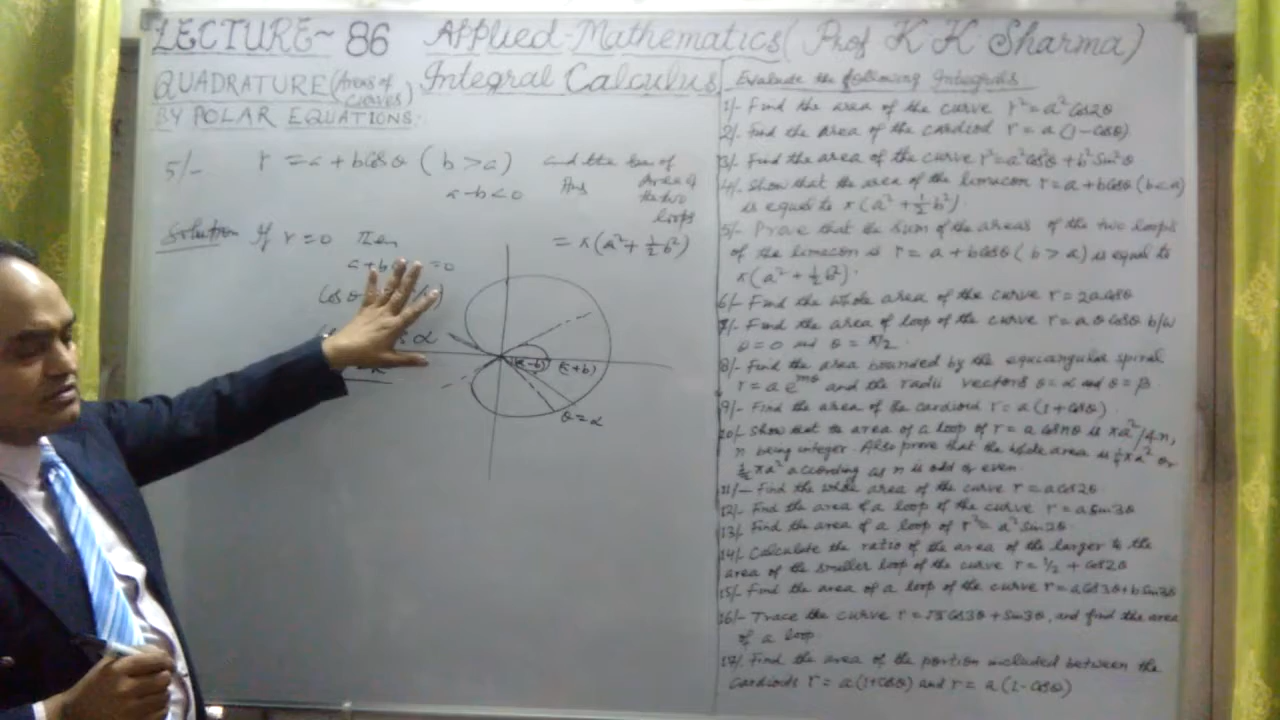 LECTURE~ 86 Applied-Mathematics (Prof K.K Sharma)
QUADRATURE (Areas of curves) Integral Calculus
BY POLAR EQUATIONS:
5/- r = a + b cos θ (b > a) and the sum of
a-b<0 Ans Area of
the two
loops
Solution If r = 0 Then = π(a² + ½b²)
a + b = 0
Cos θ
α
(a-b) (a+b)
θ = α
Evaluate the following Integrals
1/- Find the area of the curve r² = a² Cos2θ
2/- Find the area of the cardiod r = a (1-cosθ)
3/- Find the area of the curve r² = a²cos²θ + b² Sin²θ
4/- Show that the area of the limacon r = a + bcosθ (b<a)
is equal to π(a² + ½b²).
5/- Prove that the sum of the areas of the two loops
of the limacon is r = a + bcosθ (b > a) is equal to
π(a² + ½b²).
6/- Find the whole area of the curve r = 2acosθ
7/- Find the area of loop of the curve r = a θ cosθ b/w
θ = 0 and θ = π/2
8/- Find the area bounded by the equiangular spiral
r = a e^mθ and the radii vectors θ = α and θ = β
9/- Find the area of the cardioid r = a(1 + cosθ)
10/- Show that the area of a loop of r = a cos nθ is πa²/4n,
n being integer. Also prove that the whole area is ¼πa² or
½πa² according as n is odd or even.
11/- Find the whole area of the curve r = a cos2θ
12/- Find the area of a loop of the curve r = a sin3θ
13/- Find the area of a loop of r² = a² sin2θ
14/- Calculate the ratio of the area of the larger to the
area of the smaller loop of the curve r = ½ + cos2θ
15/- Find the area of a loop of the curve r = a cos3θ + b sin3θ
16/- Trace the curve r = √3 cos3θ + sin3θ, and find the area
of a loop
17/- Find the area of the portion included between the
cardioids r = a(1+cosθ) and r = a(1-cosθ)